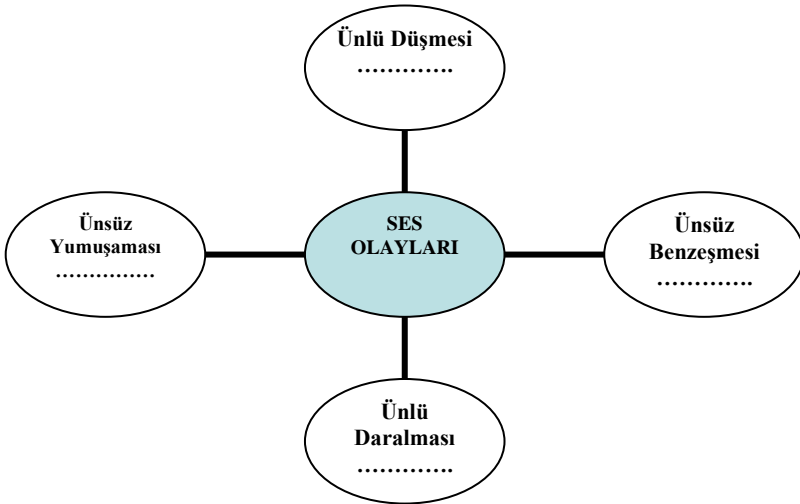 Ünlü Düşmesi
………….
Ünsüz
Yumuşaması
……………
SES
OLAYLARI
Ünsüz
Benzeşmesi
………….
Ünlü
Daralması
………….